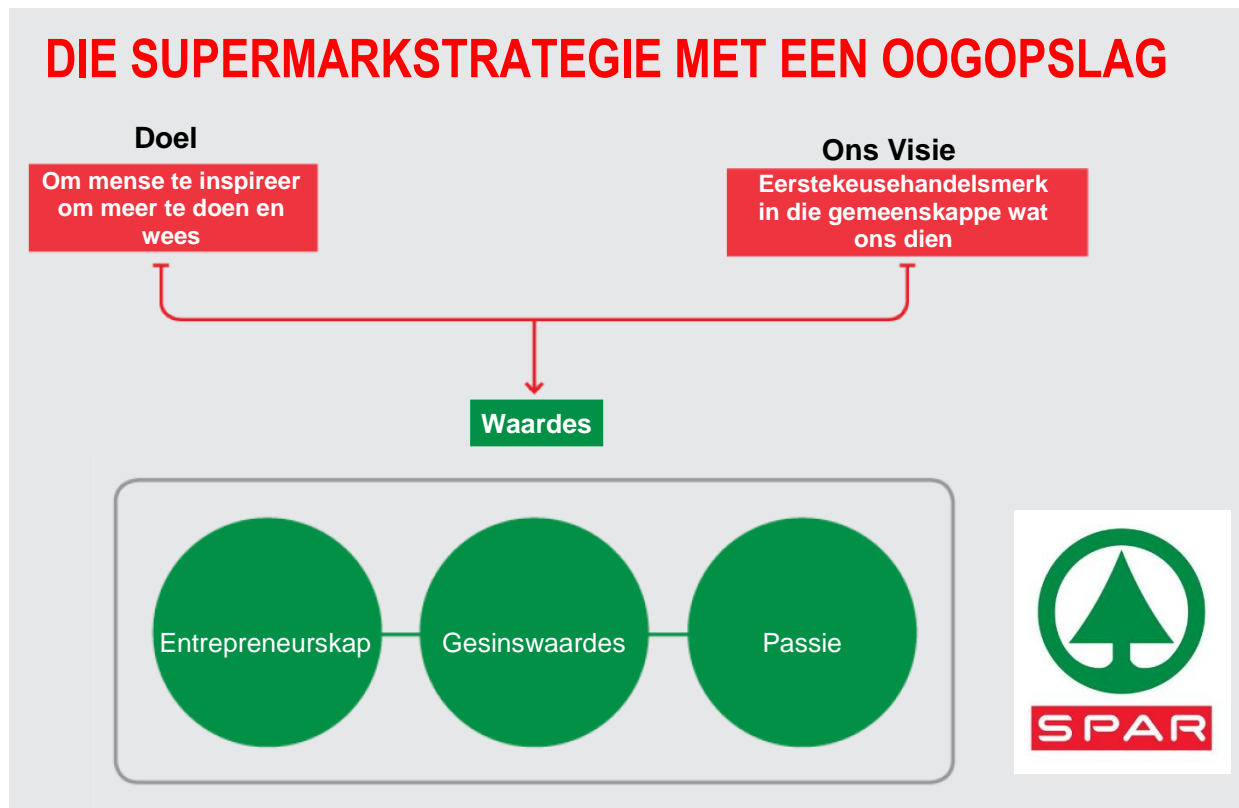 DIE SUPERMARKSTRATEGIE MET EEN OOGOPSLAG
Doel
Om mense te inspireer
om meer te doen en
wees
Ons Visie
Eerstekeusehandelsmerk
in die gemeenskappe wat
ons dien
Waardes
Entrepreneurskap
Gesinswaardes
Passie
SPAR